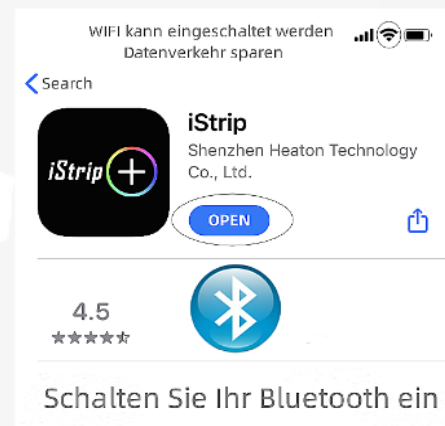 WIFI kann eingeschaltet werden
Datenverkehr sparen
Search
iStrip
iStrip
Shenzhen Heaton Technology
Co., Ltd.
OPEN
4.5
Schalten Sie Ihr Bluetooth ein